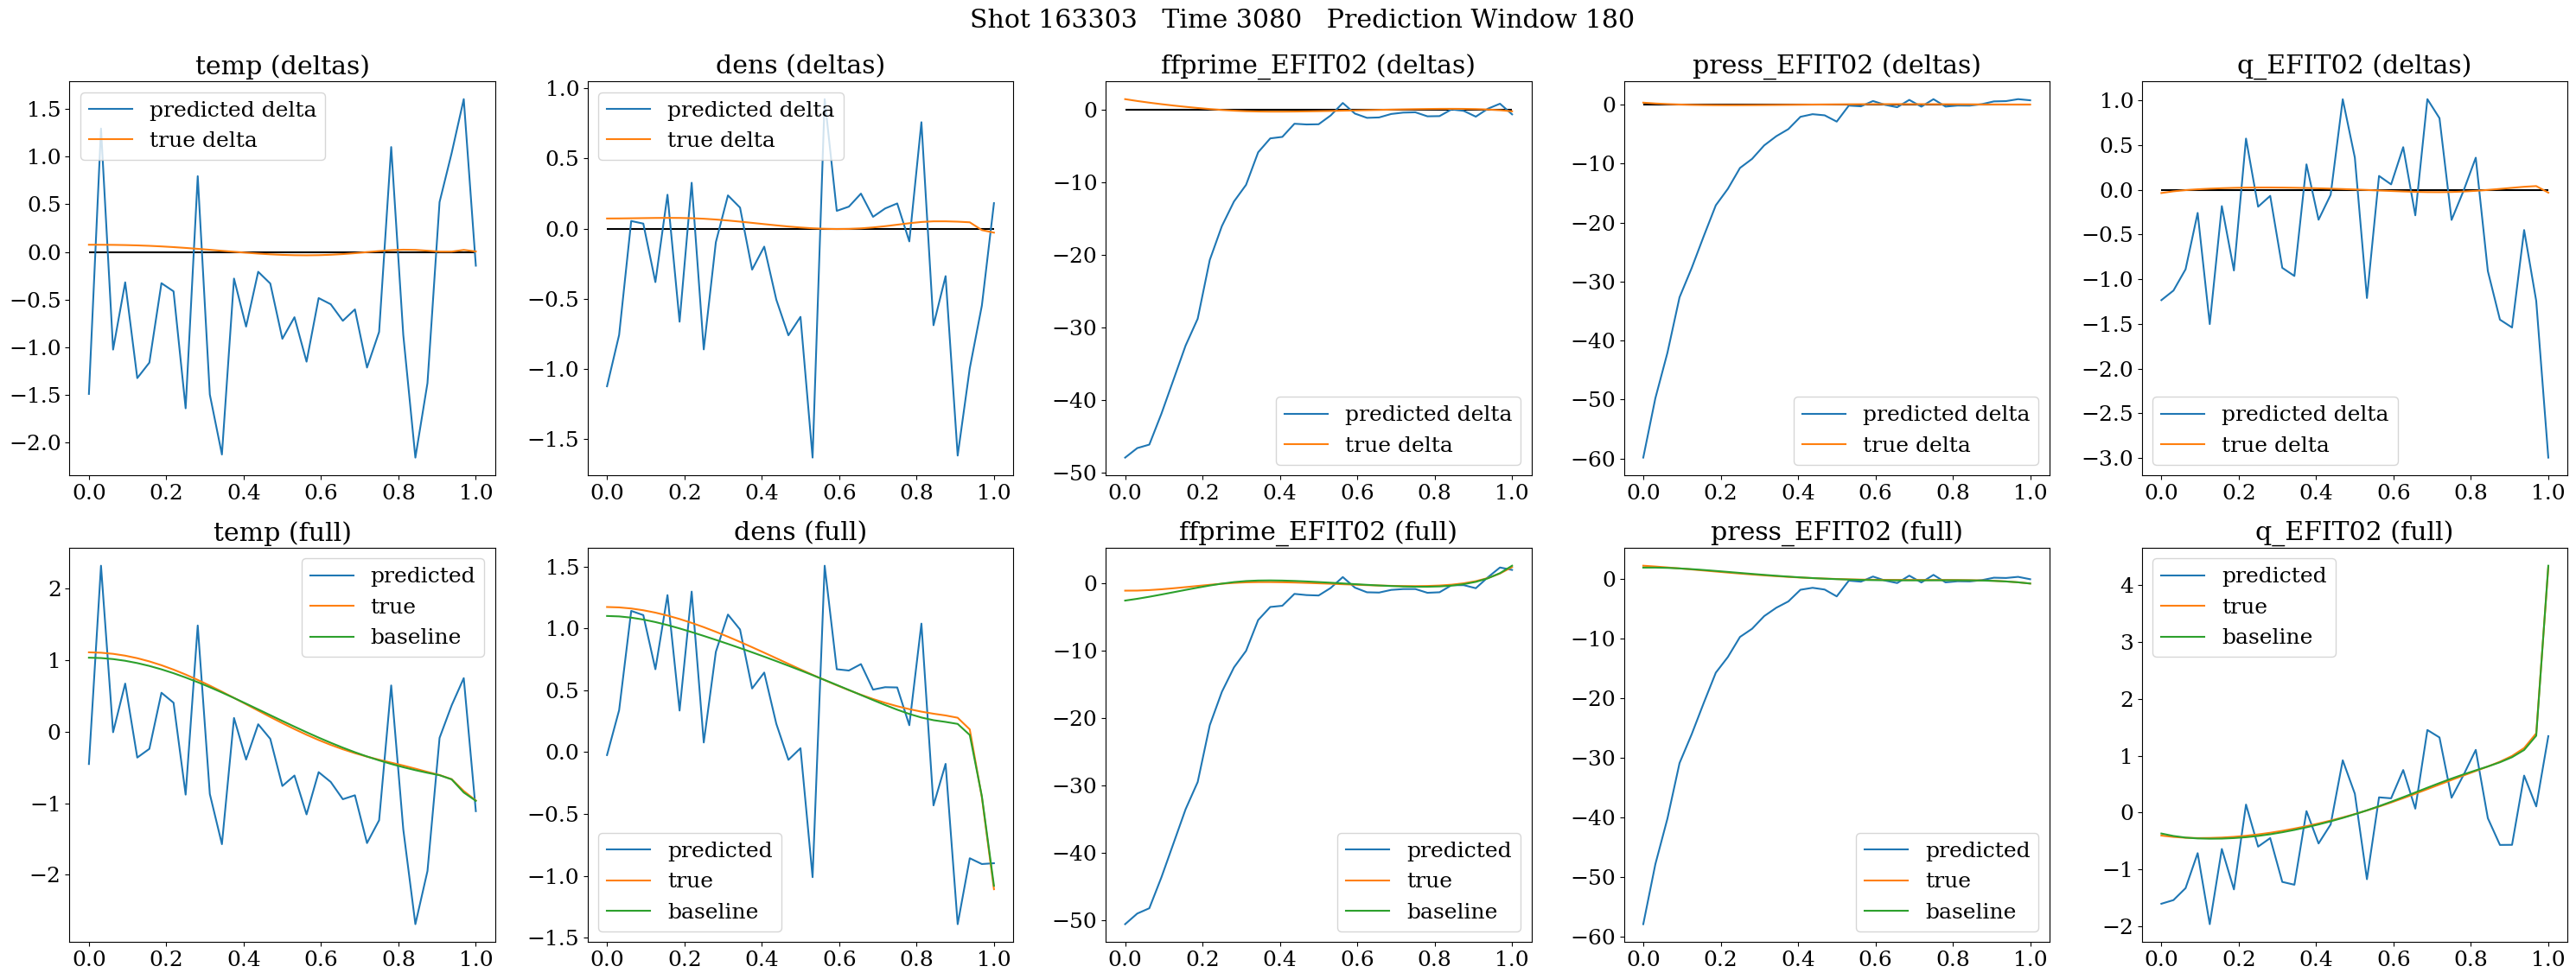 Shot 163303   Time 3080   Prediction Window 180
temp (deltas)
1.5
1.0
0.5
0.0
−0.5
−1.0
−1.5
−2.0
0.0 0.2 0.4 0.6 0.8 1.0
predicted delta
true delta
dens (deltas)
1.0
0.5
0.0
−0.5
−1.0
−1.5
0.0 0.2 0.4 0.6 0.8 1.0
predicted delta
true delta
ffprime_EFIT02 (deltas)
0
−10
−20
−30
−40
−50
0.0 0.2 0.4 0.6 0.8 1.0
predicted delta
true delta
press_EFIT02 (deltas)
0
−10
−20
−30
−40
−50
−60
0.0 0.2 0.4 0.6 0.8 1.0
predicted delta
true delta
q_EFIT02 (deltas)
1.0
0.5
0.0
−0.5
−1.0
−1.5
−2.0
−2.5
−3.0
0.0 0.2 0.4 0.6 0.8 1.0
predicted delta
true delta
temp (full)
2
1
0
−1
−2
0.0 0.2 0.4 0.6 0.8 1.0
predicted
true
baseline
dens (full)
1.5
1.0
0.5
0.0
−0.5
−1.0
−1.5
0.0 0.2 0.4 0.6 0.8 1.0
predicted
true
baseline
ffprime_EFIT02 (full)
0
−10
−20
−30
−40
−50
0.0 0.2 0.4 0.6 0.8 1.0
predicted
true
baseline
press_EFIT02 (full)
0
−10
−20
−30
−40
−50
−60
0.0 0.2 0.4 0.6 0.8 1.0
predicted
true
baseline
q_EFIT02 (full)
4
3
2
1
0
−1
−2
0.0 0.2 0.4 0.6 0.8 1.0
predicted
true
baseline